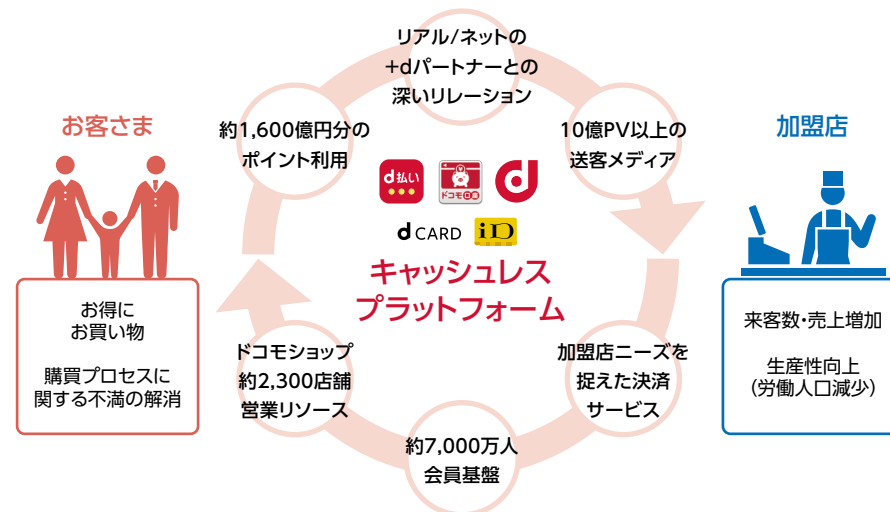 リアル/ネットの
+dパートナーとの
深いリレーション
お客さま
約1,600億円分の
ポイント利用
10億PV以上の
送客メディア
加盟店
d払い
ドコモ口座
d
d CARD
iD
キャッシュレス
プラットフォーム
お得に
お買い物
購買プロセスに
関する不満の解消
ドコモショップ
約2,300店舗
営業リソース
加盟店ニーズを
捉えた決済
サービス
来客数・売上増加
生産性向上
(労働人口減少)
約7,000万人
会員基盤